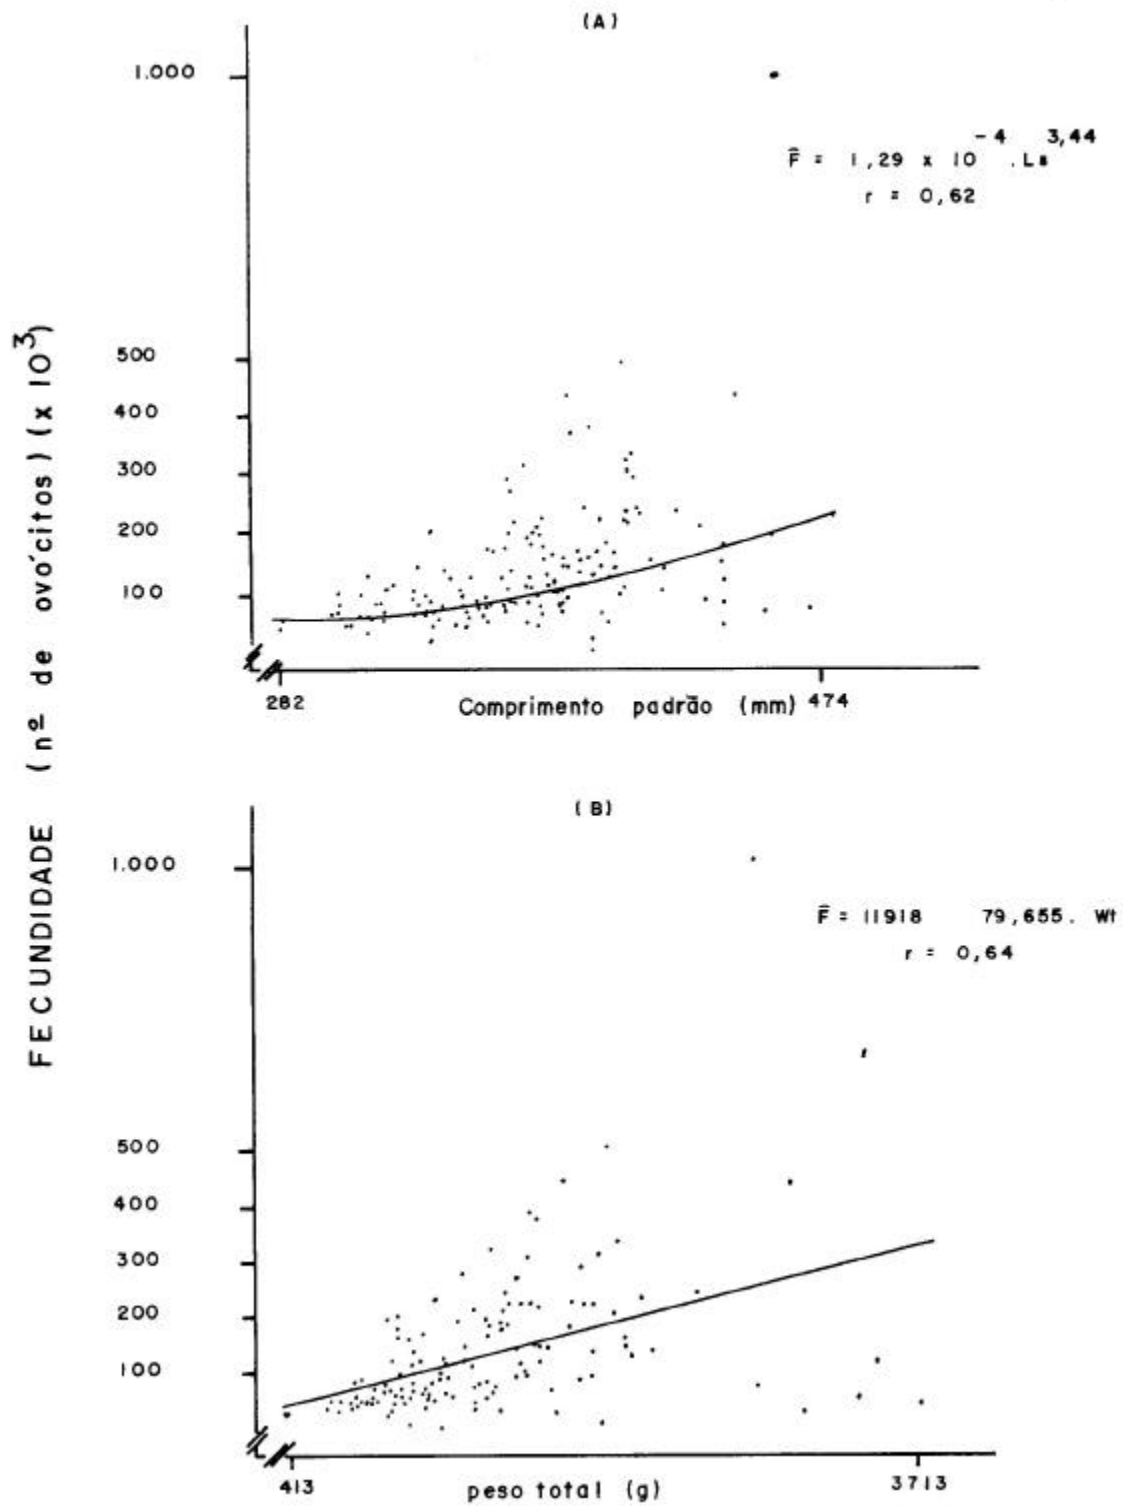 (A)
1.000
-4 3,44
F̄ = 1,29 x 10 . Ls
r = 0,62
500
400
300
200
100
282 Comprimento padrão (mm) 474
FECUNDIDADE (nº de ovócitos) (x 10³)
(B)
1.000
F̄ = 11918 79,655. Wt
r = 0,64
500
400
300
200
100
413 peso total (g) 3713